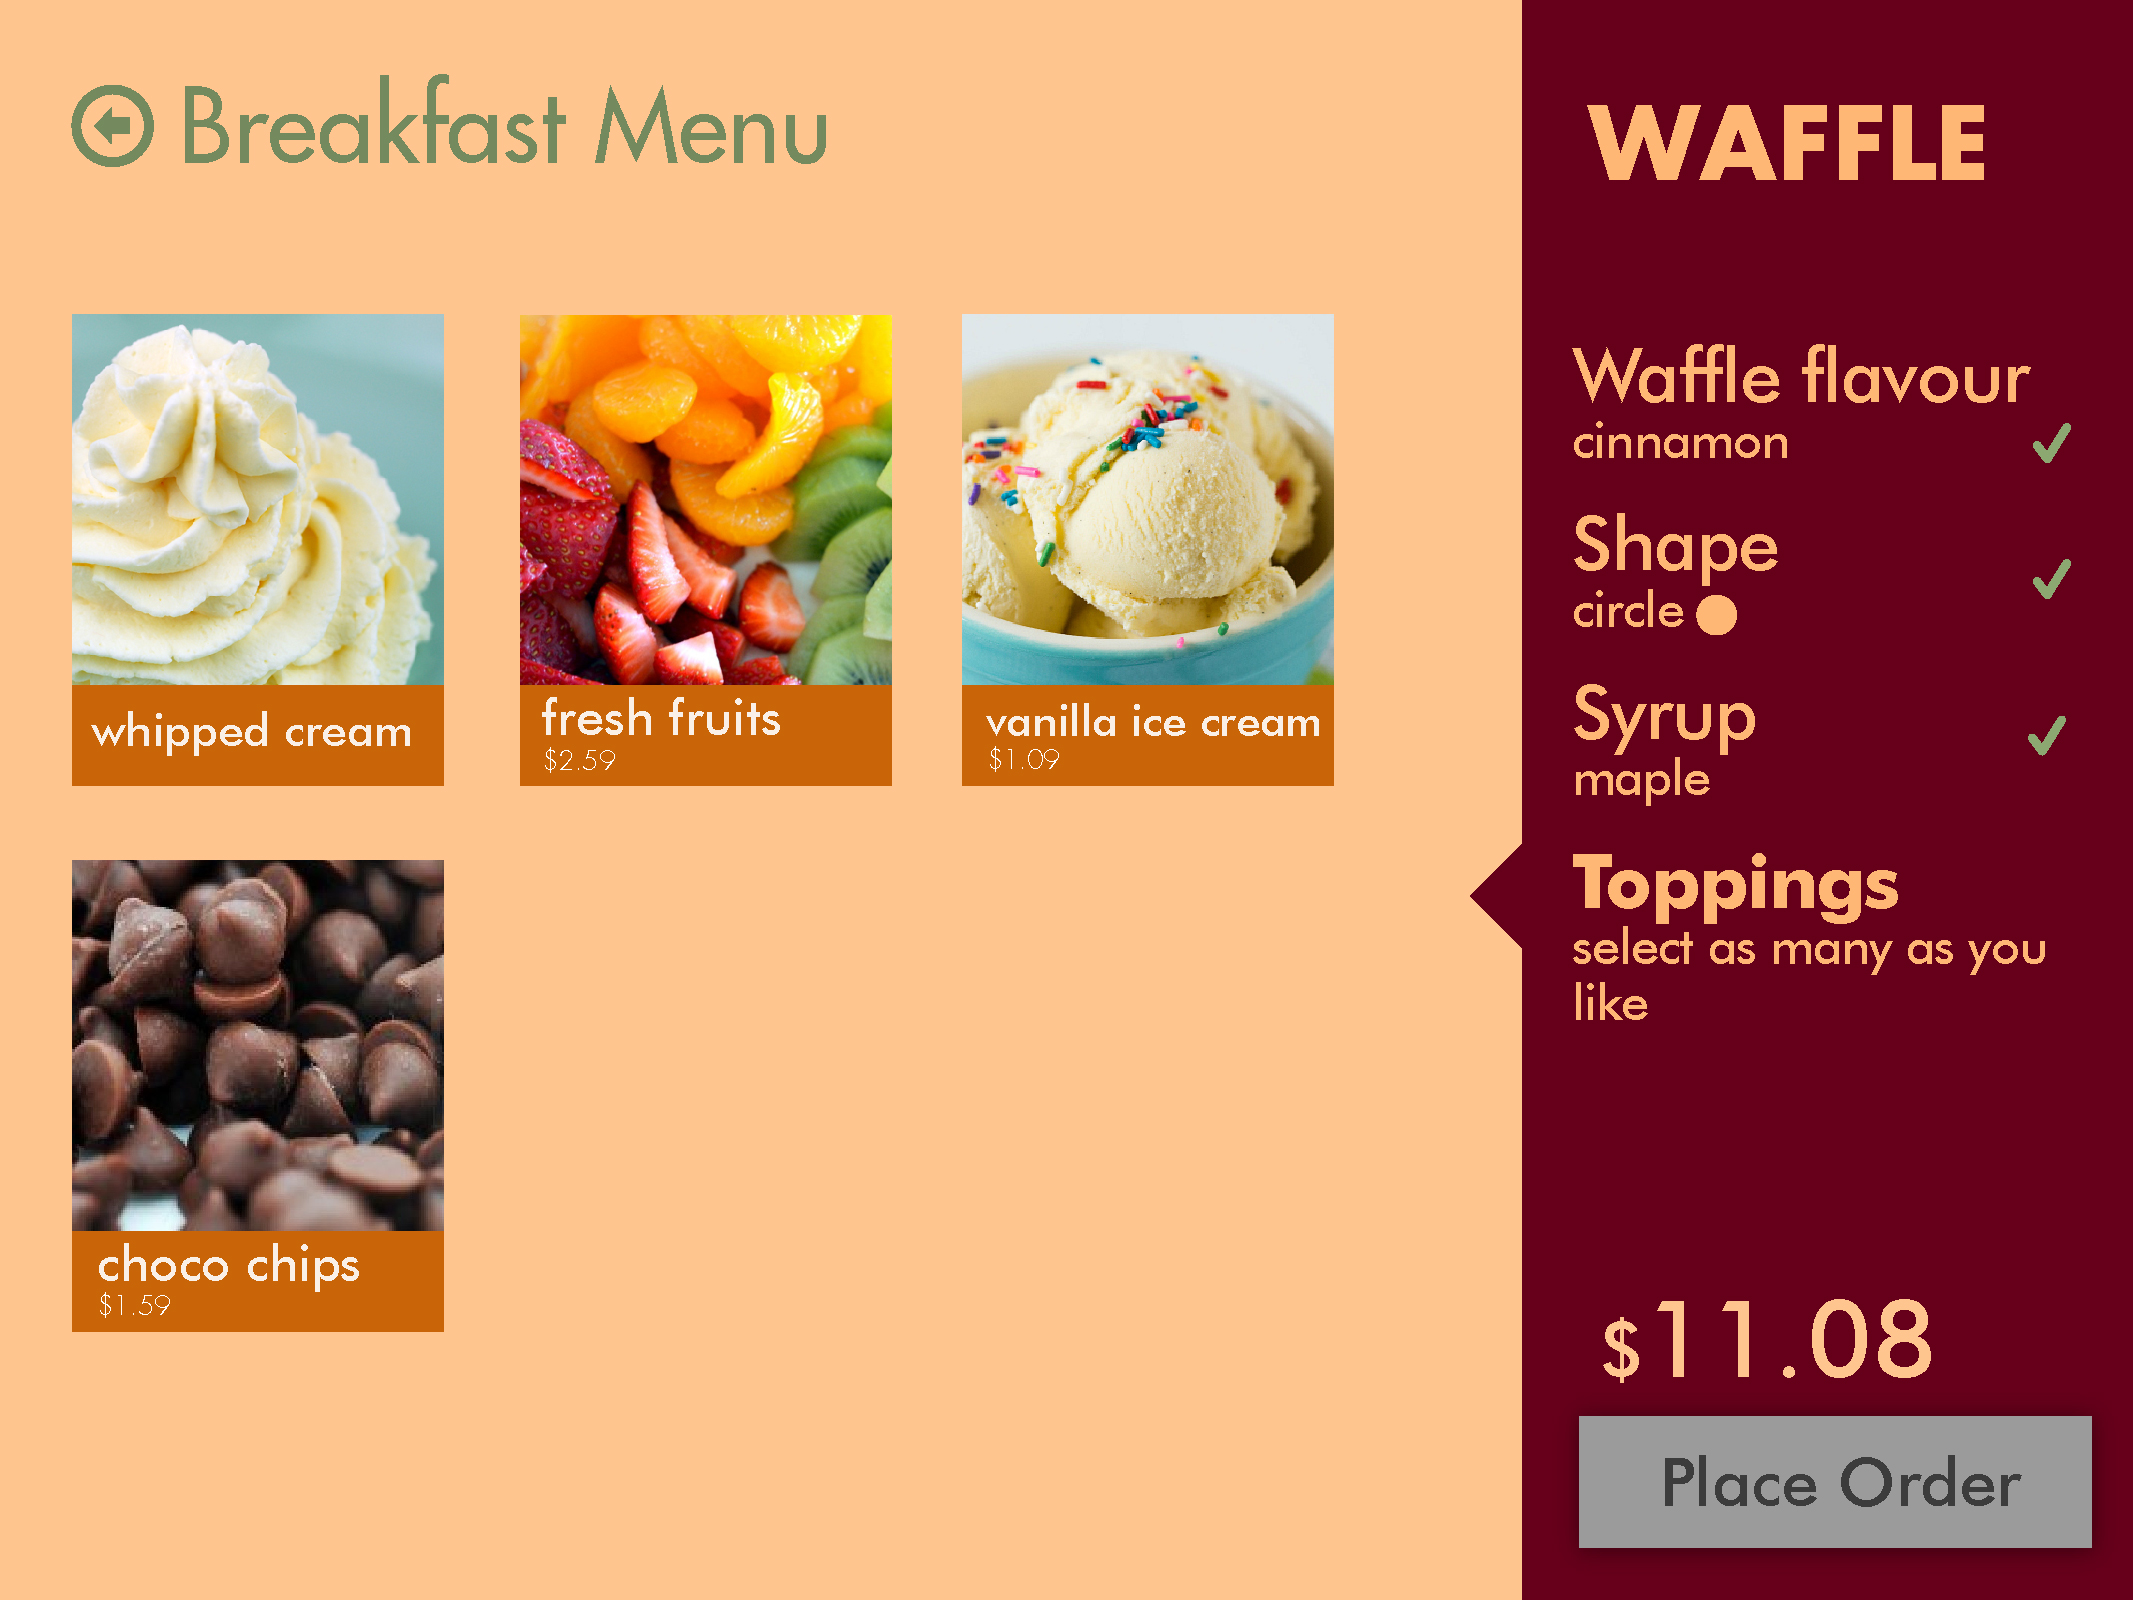 Breakfast Menu
WAFFLE
whipped cream
fresh fruits
$2.59
vanilla ice cream
$1.09
choco chips
$1.59
Waffle flavour
cinnamon
Shape
circle
Syrup
maple
Toppings
select as many as you
like
$11.08
Place Order